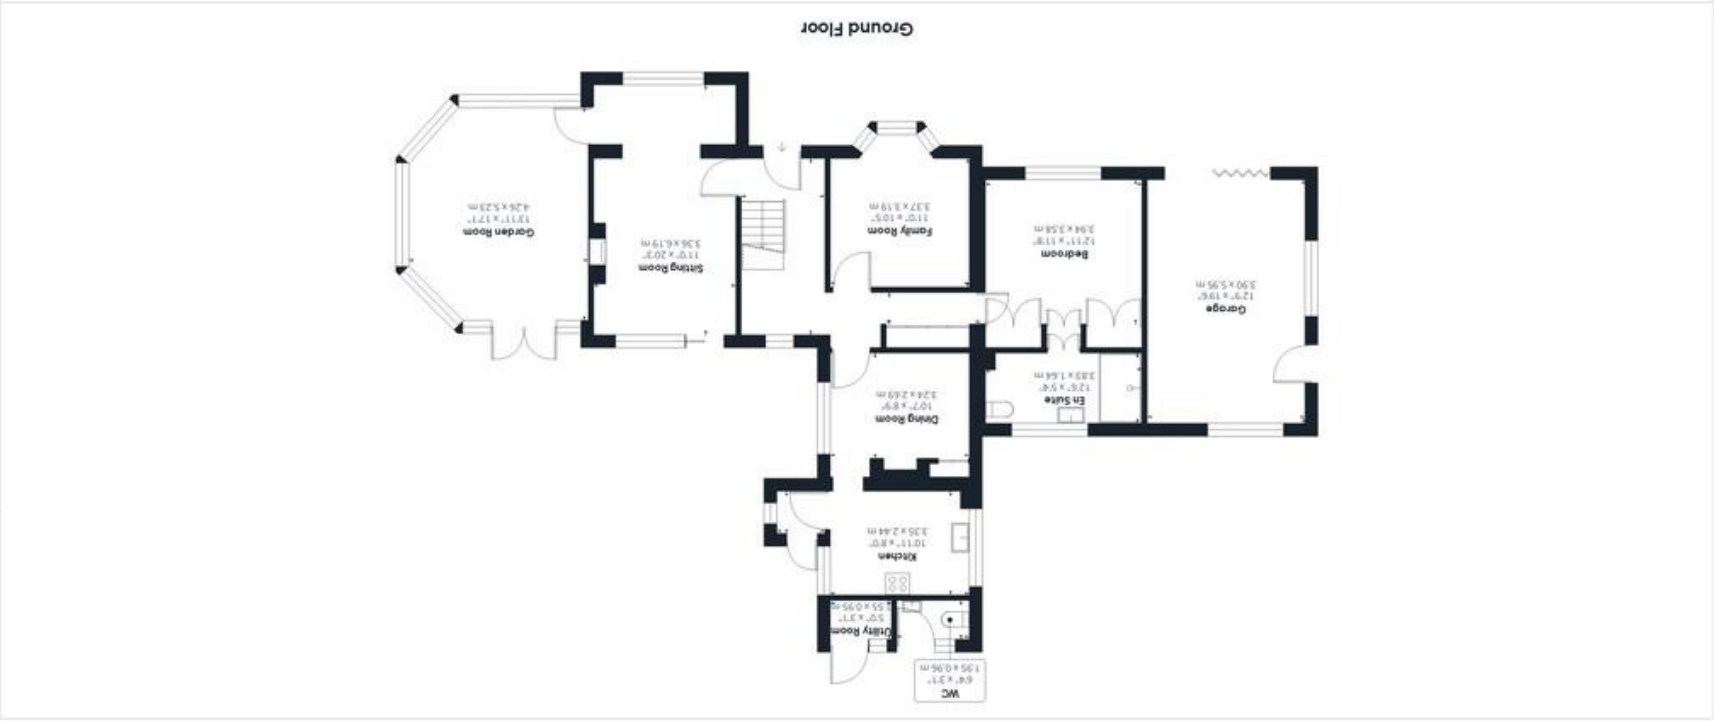 WC
6'4" x 3'1"
1.95 x 0.96 m
Utility Room
5'0" x 3'1"
1.55 x 0.95 m
Kitchen
10'11" x 8'0"
3.35 x 2.44 m
Dining Room
10'7" x 8'9"
3.24 x 2.69 m
En Suite
12'6" x 5'4"
3.83 x 1.64 m
Garage
12'9" x 19'6"
3.90 x 5.95 m
Bedroom
12'11" x 11'8"
3.94 x 3.58 m
Family Room
11'0" x 10'5"
3.37 x 3.19 m
Sitting Room
11'0" x 20'3"
3.36 x 6.19 m
Garden Room
13'11" x 17'1"
4.26 x 5.23 m
Ground Floor